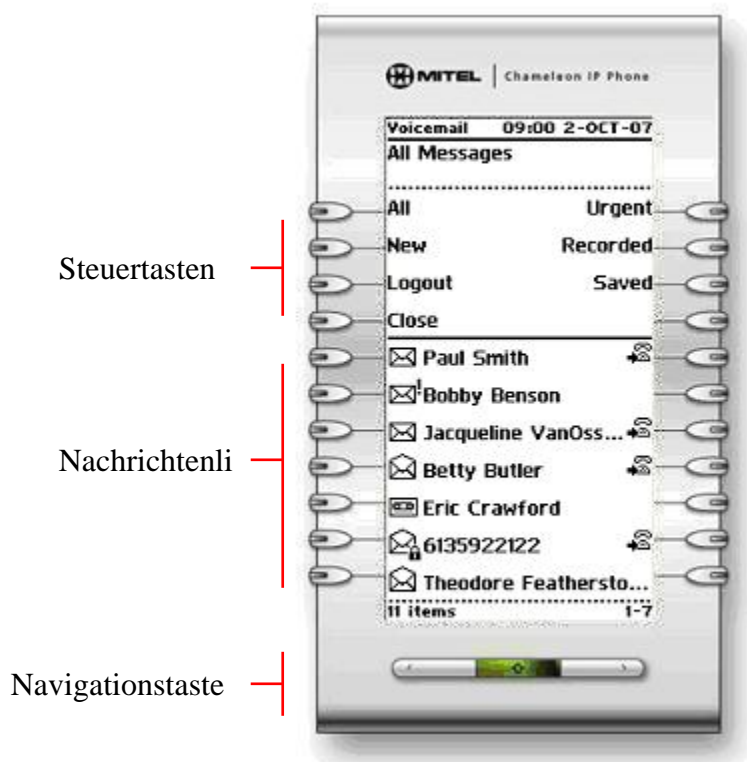 MITEL | Chameleon IP Phone
Voicemail 09:00 2-OCT-07
All Messages
All Urgent
New Recorded
Logout Saved
Close
Paul Smith
!Bobby Benson
Jacqueline VanOss...
Betty Butler
Eric Crawford
6135922122
Theodore Feathersto...
11 items 1-7
Steuertasten
Nachrichtenli
Navigationstaste